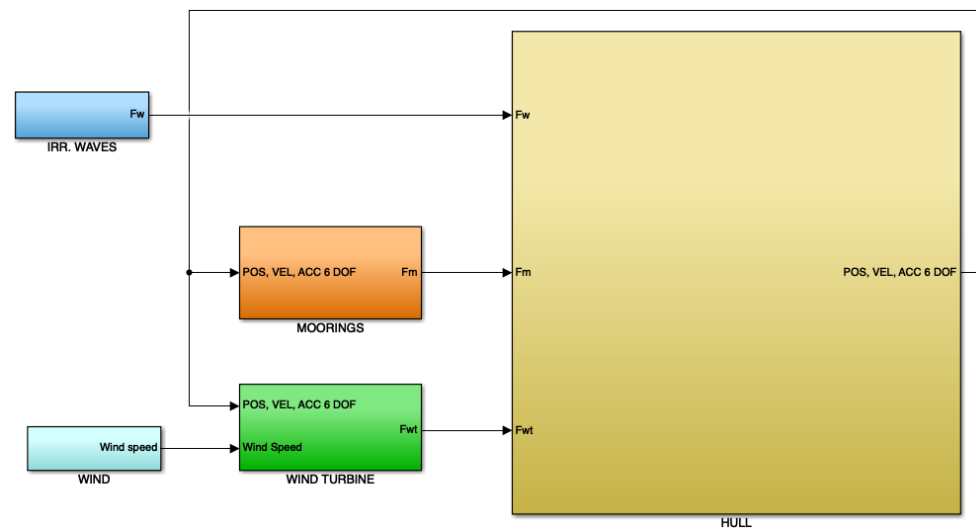 Fw
IRR. WAVES
Fw
POS, VEL, ACC 6 DOF
Fm
MOORINGS
Fm
POS, VEL, ACC 6 DOF
POS, VEL, ACC 6 DOF
Wind Speed
Fwt
WIND TURBINE
Fwt
Wind speed
WIND
HULL